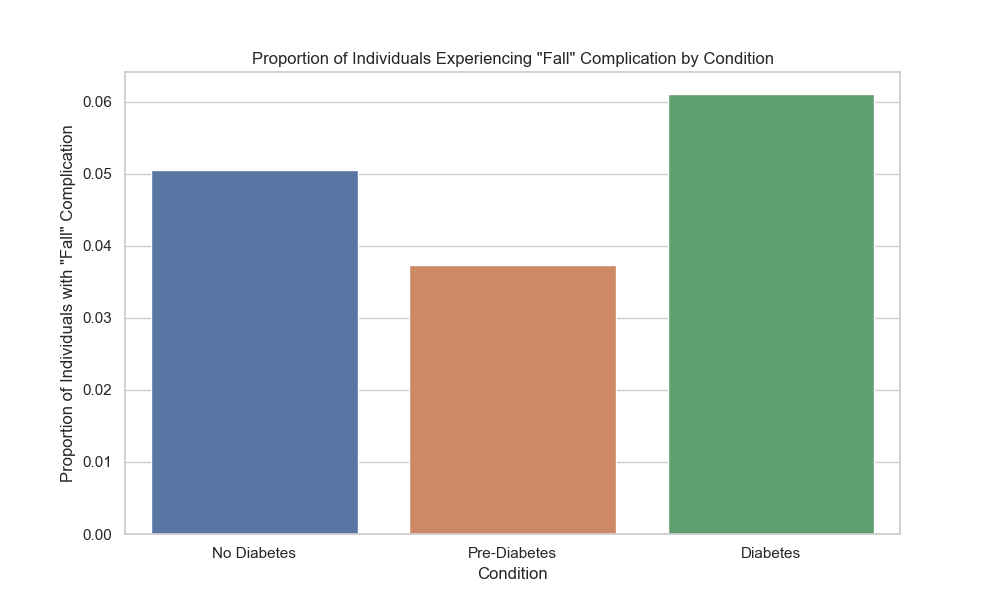 Proportion of Individuals Experiencing "Fall" Complication by Condition
Proportion of Individuals with "Fall" Complication
0.06
0.05
0.04
0.03
0.02
0.01
0.00
No Diabetes
Pre-Diabetes
Diabetes
Condition